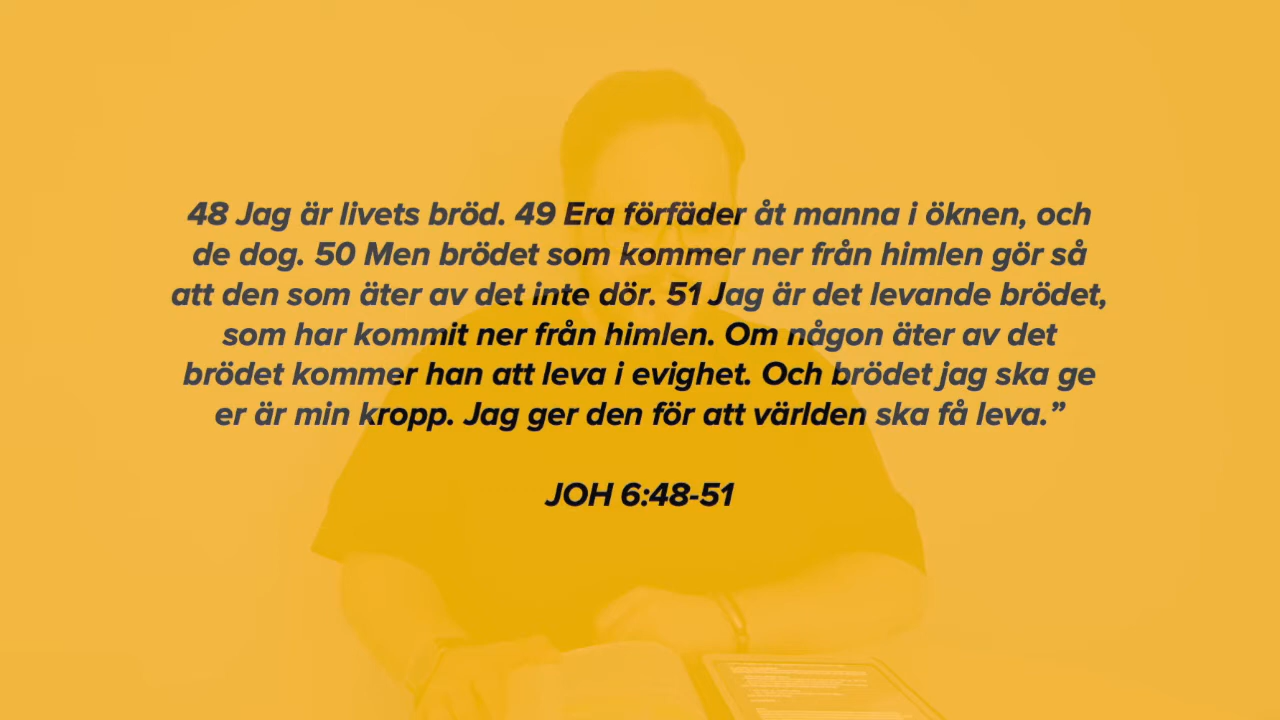 48 Jag är livets bröd. 49 Era förfäder åt manna i öknen, och
de dog. 50 Men brödet som kommer ner från himlen gör så
att den som äter av det inte dör. 51 Jag är det levande brödet,
som har kommit ner från himlen. Om någon äter av det
brödet kommer han att leva i evighet. Och brödet jag ska ge
er är min kropp. Jag ger den för att världen ska få leva.”
JOH 6:48-51